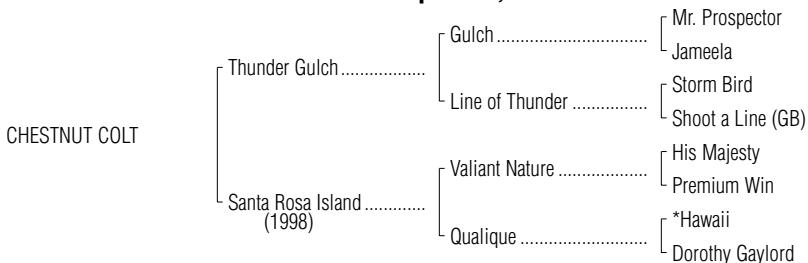 Mr. Prospector
Gulch
Jameela
Thunder Gulch
Storm Bird
Line of Thunder
Shoot a Line (GB)
CHESTNUT COLT
His Majesty
Valiant Nature
Premium Win
Santa Rosa Island
(1998)
*Hawaii
Qualique
Dorothy Gaylord